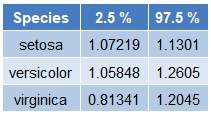 Species 2.5 % 97.5 %
setosa 1.07219 1.1301
versicolor 1.05848 1.2605
virginica 0.81341 1.2045